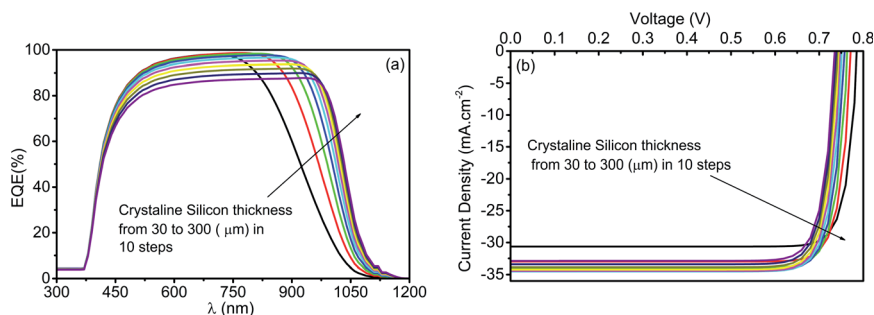 100
80
60
40
20
0
EQE(%)
300 450 600 750 900 1050 1200
λ (nm)
(a)
Crystaline Silicon thickness
from 30 to 300 ( μm) in
10 steps
Voltage (V)
0.0 0.1 0.2 0.3 0.4 0.5 0.6 0.7 0.8
(b)
0
-5
-10
-15
-20
-25
-30
-35
Current Density (mA.cm-2)
Crystaline Silicon thickness
from 30 to 300 (μm) in 10 steps